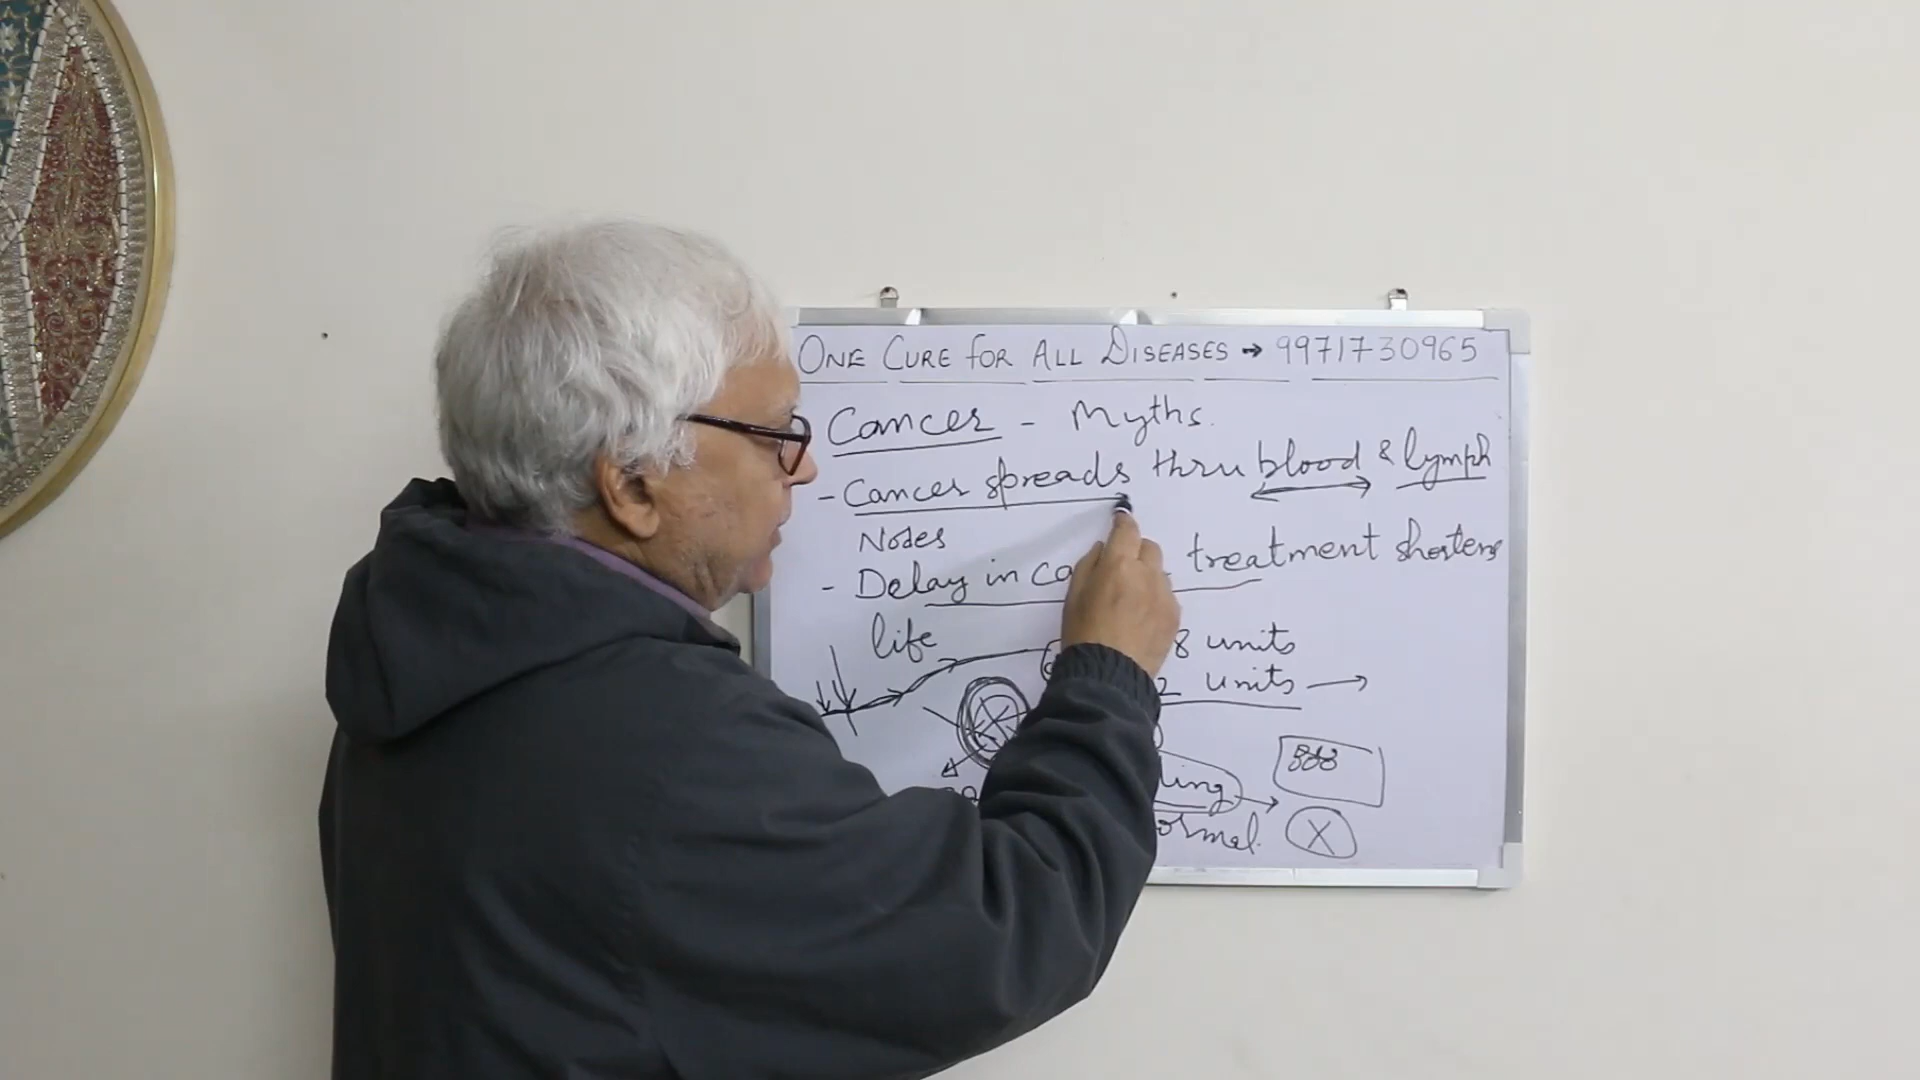 ONE CURE FOR ALL DISEASES → 9971730965
Cancer - Myths.
- Cancer spreads thru blood & lymph
Nodes
- Delay in treatment shortens
life
8 units
2 units →
ormal.
X